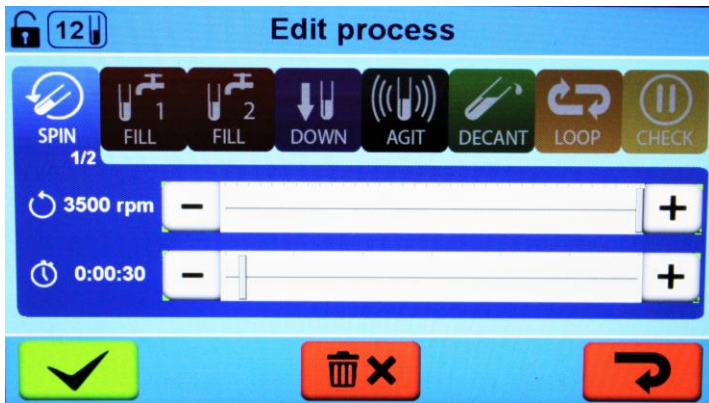 12
Edit process
SPIN
1/2
1
FILL
2
FILL
DOWN
AGIT
DECANT
LOOP
CHECK
3500 rpm
− +
0:00:30
− +